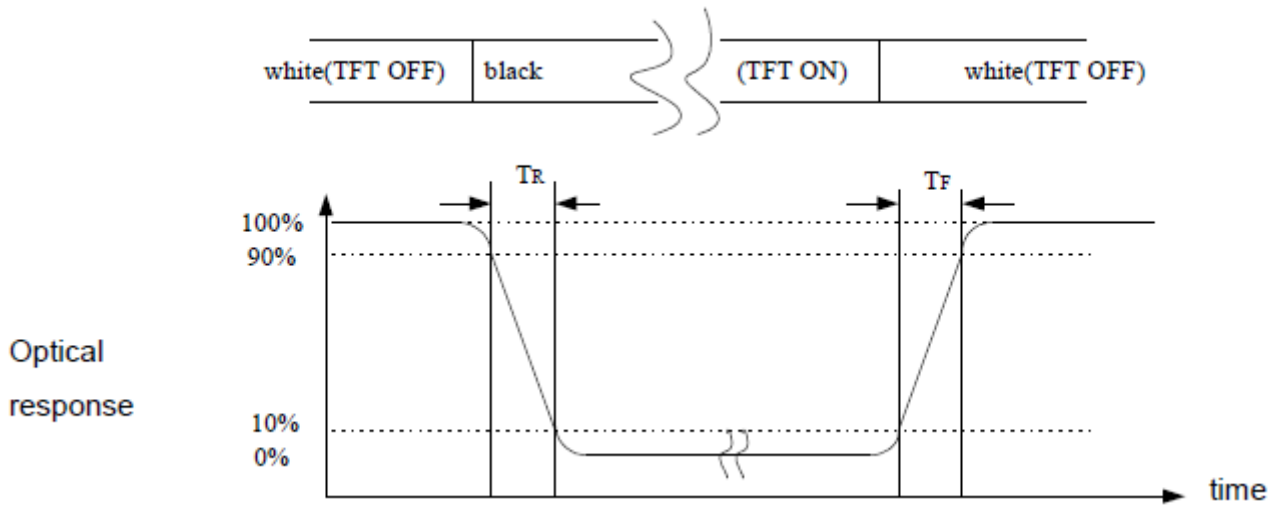 white(TFT OFF) black (TFT ON) white(TFT OFF)
TR TF
100%
90%
Optical
response
10%
0%
time